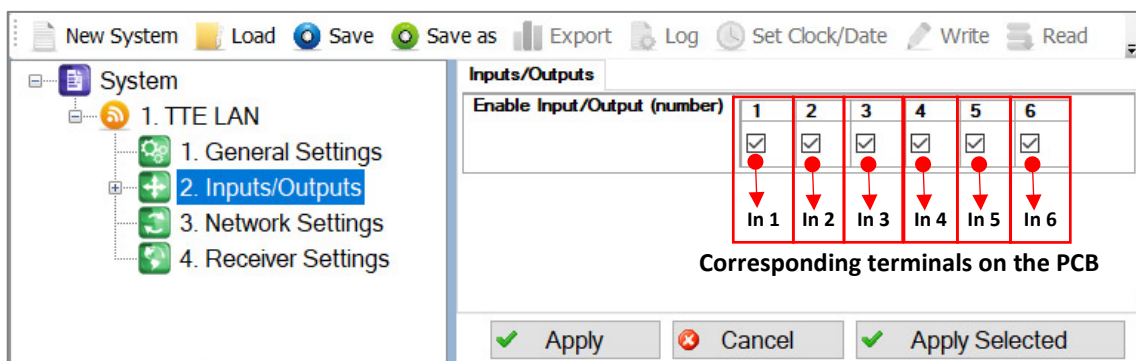 New System Load Save Save as Export Log Set Clock/Date Write Read
System
1. TTE LAN
1. General Settings
2. Inputs/Outputs
3. Network Settings
4. Receiver Settings
Inputs/Outputs
Enable Input/Output (number) 1 2 3 4 5 6
In 1 In 2 In 3 In 4 In 5 In 6
Corresponding terminals on the PCB
Apply Cancel Apply Selected